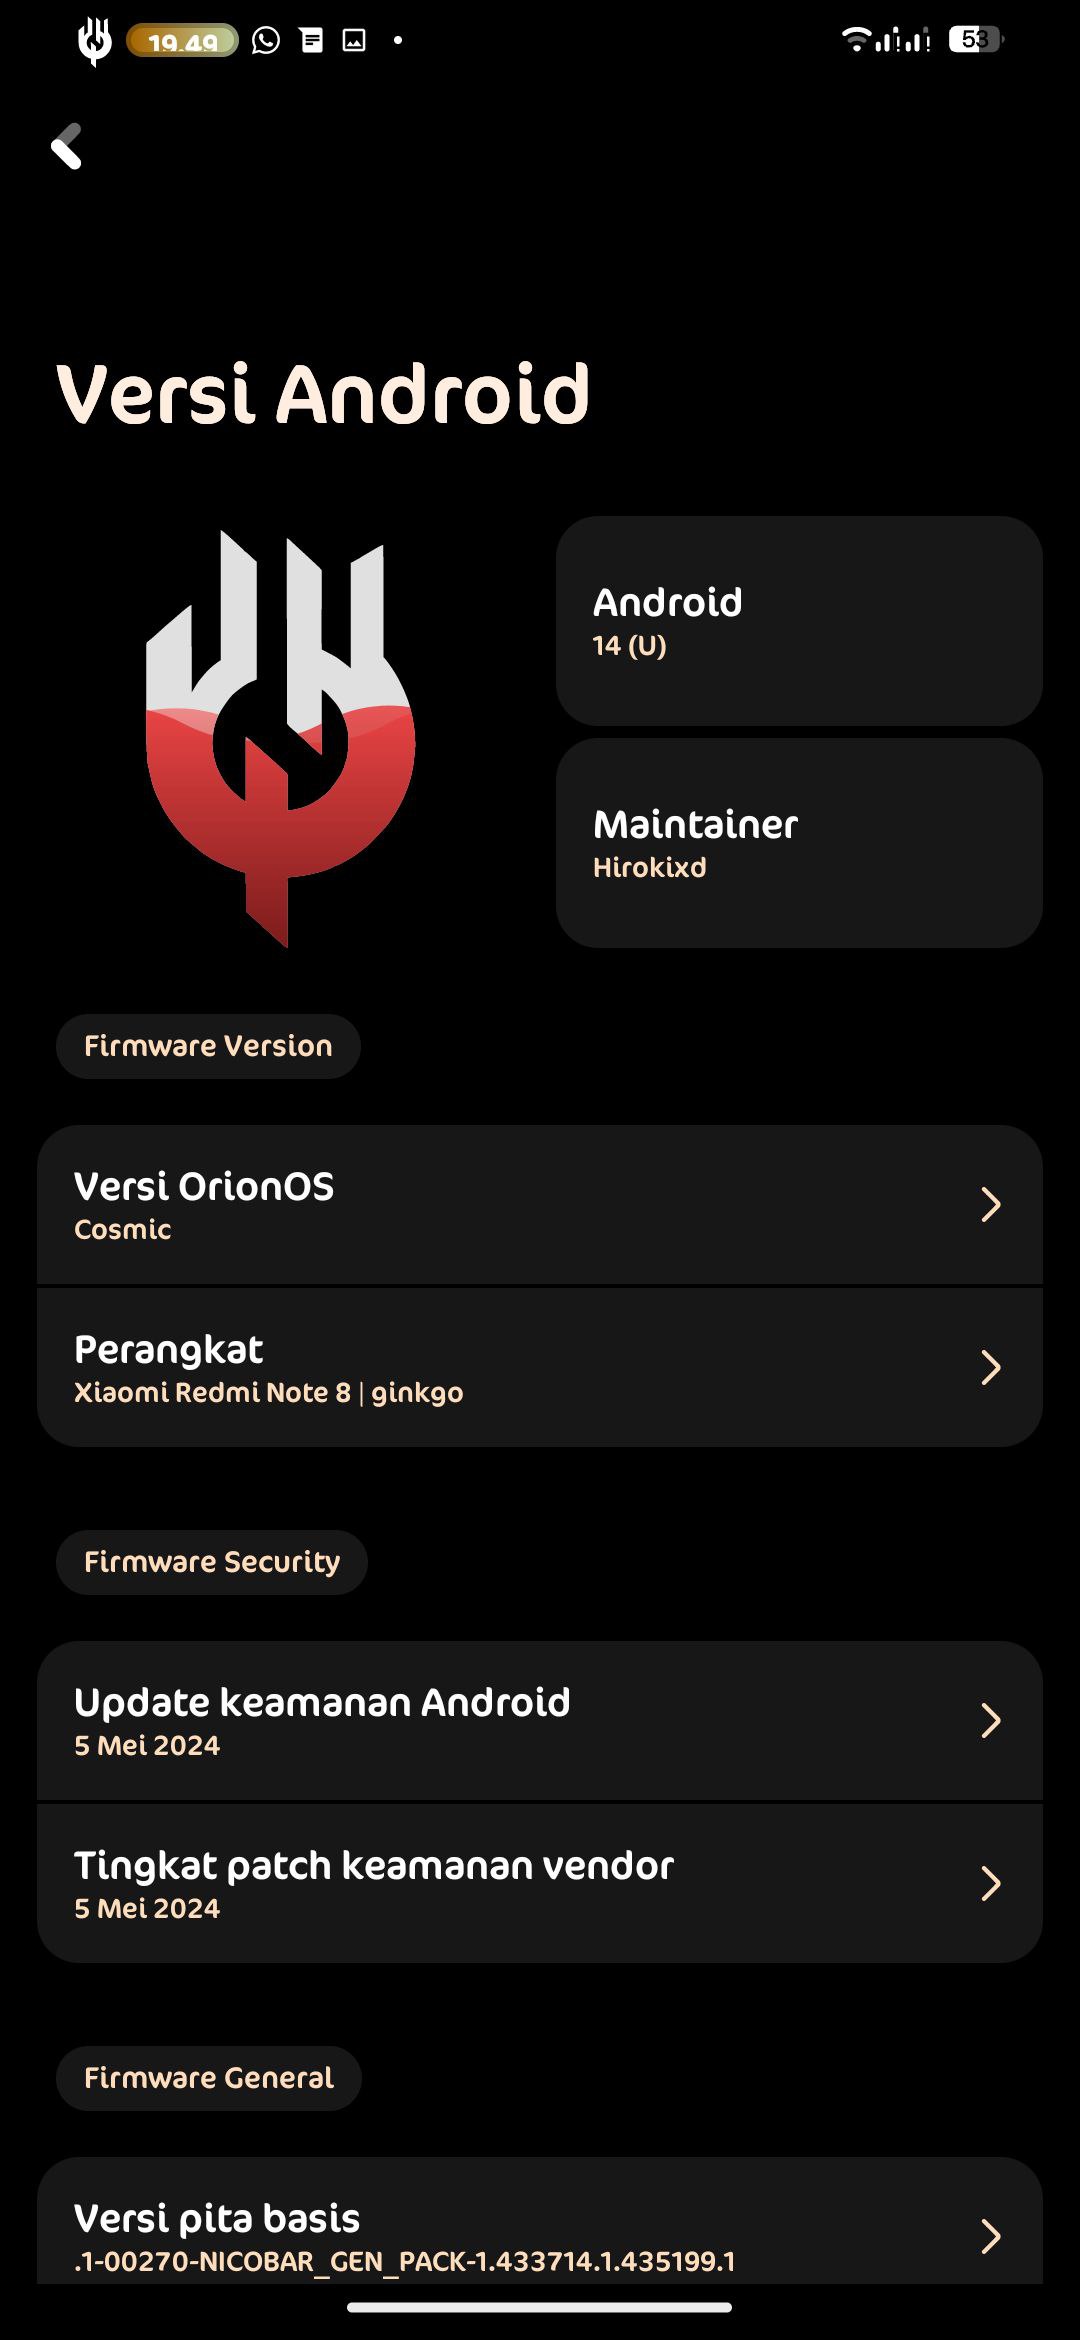 19.49
53
Versi Android
Android
14 (U)
Maintainer
Hirokixd
Firmware Version
Versi OrionOS
Cosmic
Perangkat
Xiaomi Redmi Note 8 | ginkgo
Firmware Security
Update keamanan Android
5 Mei 2024
Tingkat patch keamanan vendor
5 Mei 2024
Firmware General
Versi pita basis
.1-00270-NICOBAR_GEN_PACK-1.433714.1.435199.1